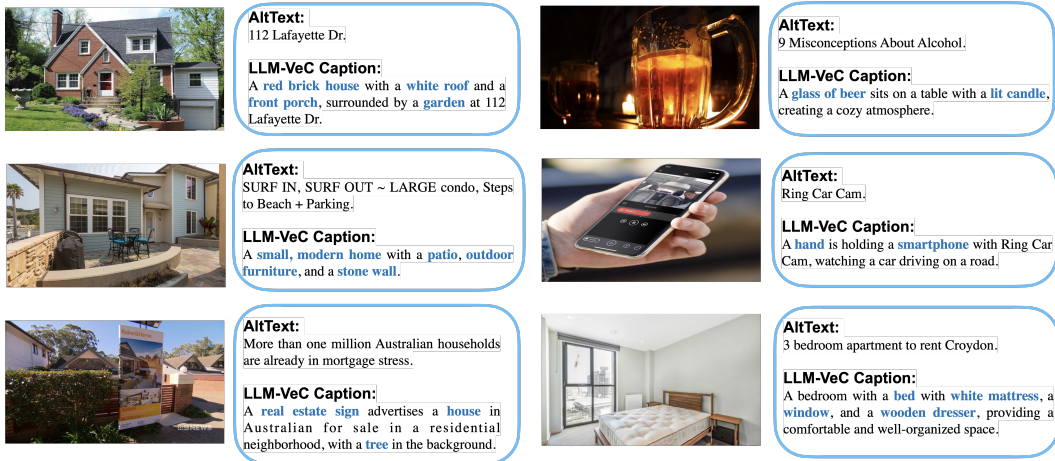 AltText:
112 Lafayette Dr.
LLM-VeC Caption:
A red brick house with a white roof and a
front porch, surrounded by a garden at 112
Lafayette Dr.
AltText:
9 Misconceptions About Alcohol.
LLM-VeC Caption:
A glass of beer sits on a table with a lit candle,
creating a cozy atmosphere.
AltText:
SURF IN, SURF OUT ~ LARGE condo, Steps
to Beach + Parking.
LLM-VeC Caption:
A small, modern home with a patio, outdoor
furniture, and a stone wall.
AltText:
Ring Car Cam.
LLM-VeC Caption:
A hand is holding a smartphone with Ring Car
Cam, watching a car driving on a road.
AltText:
More than one million Australian households
are already in mortgage stress.
LLM-VeC Caption:
A real estate sign advertises a house in
Australian for sale in a residential
neighborhood, with a tree in the background.
NEWS
AltText:
3 bedroom apartment to rent Croydon.
LLM-VeC Caption:
A bedroom with a bed with white mattress, a
window, and a wooden dresser, providing a
comfortable and well-organized space.